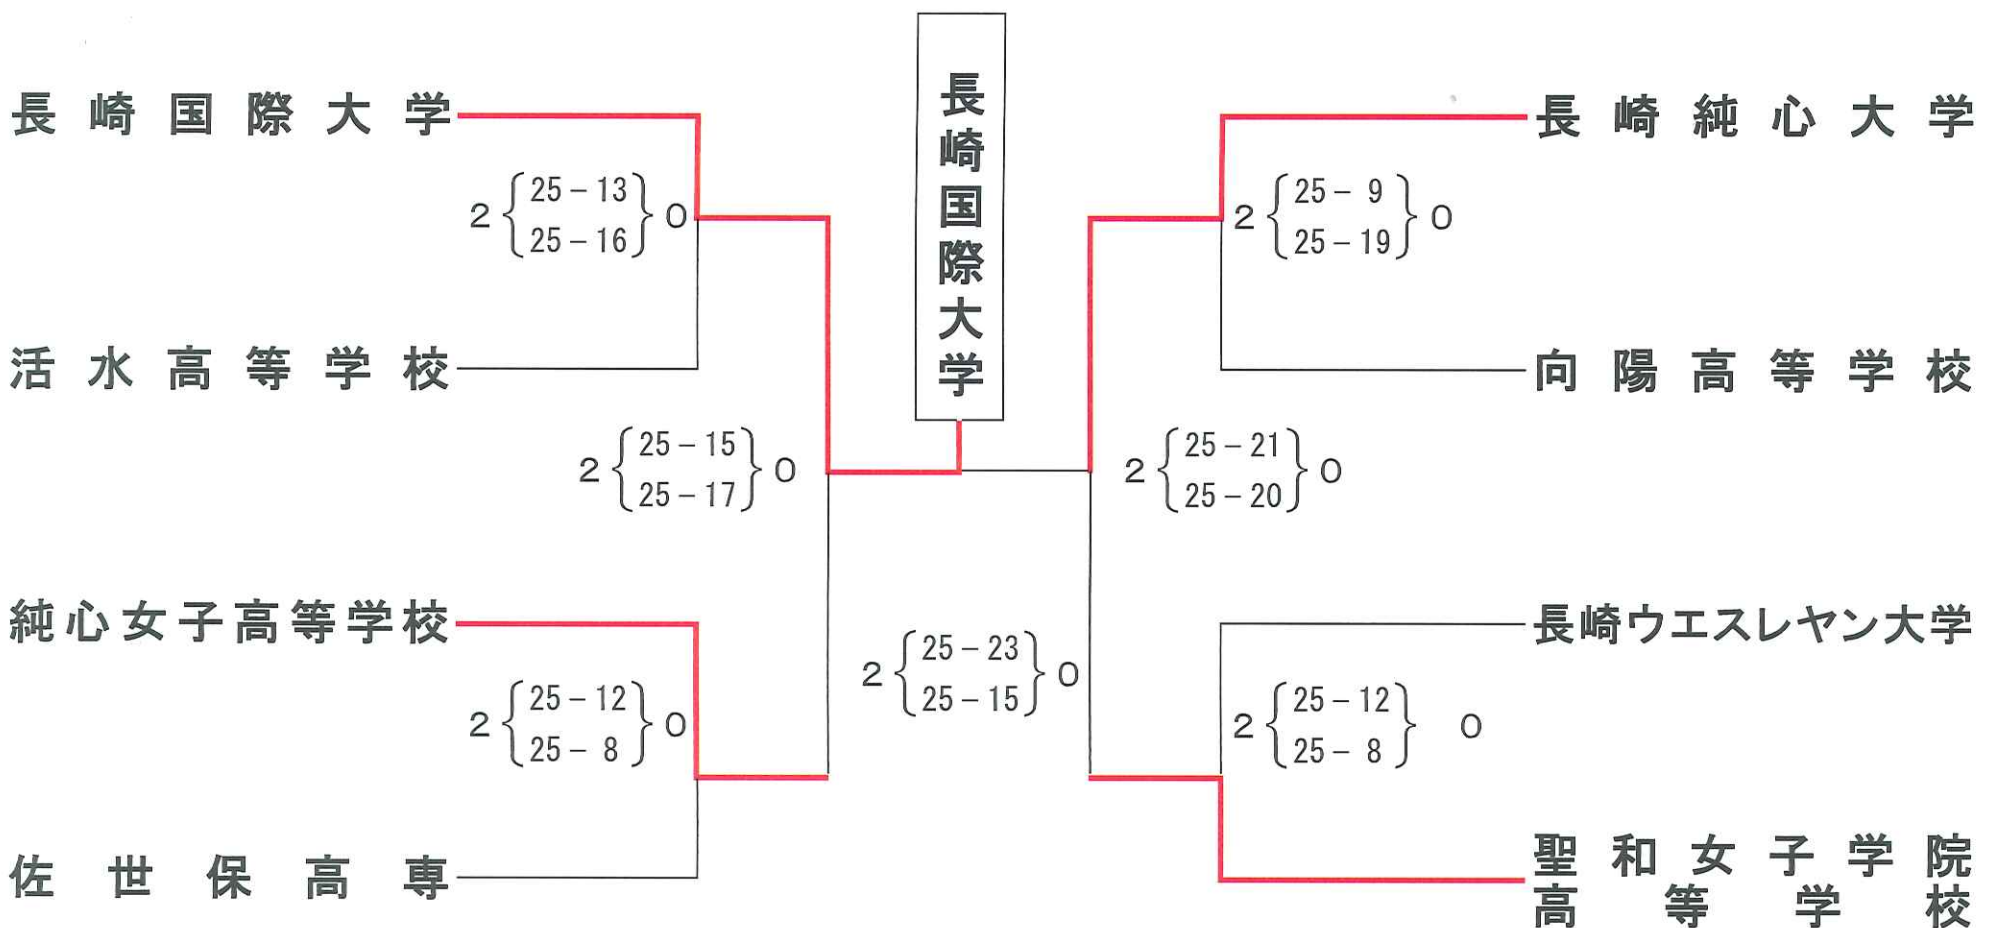 長崎国際大学
長崎国際大学
長崎純心大学
2 { 25－13 } 0
25－16
2 { 25－ 9 } 0
25－19
活水高等学校
向陽高等学校
2 { 25－15 } 0
25－17
2 { 25－21 } 0
25－20
純心女子高等学校
長崎ウエスレヤン大学
2 { 25－23 } 0
25－15
2 { 25－12 } 0
25－ 8
2 { 25－12 } 0
25－ 8
佐世保高専
聖和女子学院
高等学校